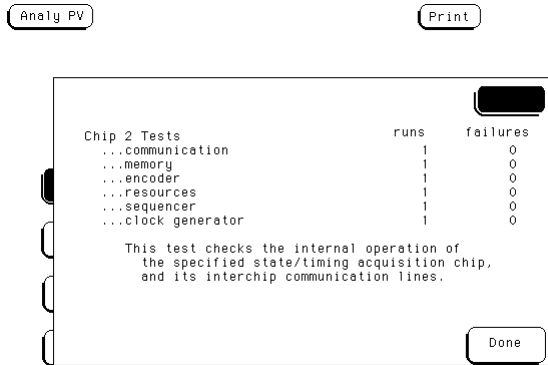 Analy PV Print
Chip 2 Tests runs failures
...communication 1 0
...memory 1 0
...encoder 1 0
...resources 1 0
...sequencer 1 0
...clock generator 1 0
This test checks the internal operation of
the specified state/timing acquisition chip,
and its interchip communication lines.
Done